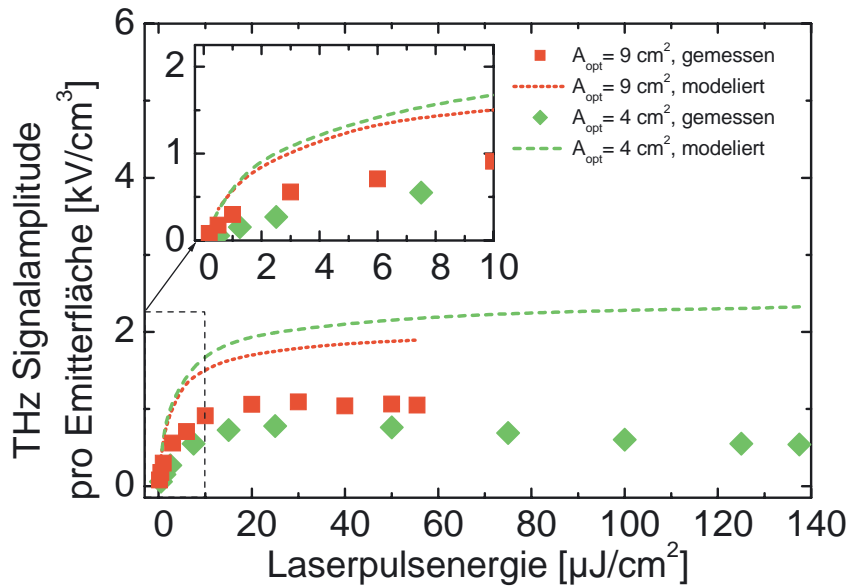 THz Signalamplitude
pro Emitterfläche [kV/cm³]
6
4
2
0
2
1
0
0 2 4 6 8 10
A_opt= 9 cm², gemessen
A_opt= 9 cm², modeliert
A_opt= 4 cm², gemessen
A_opt= 4 cm², modeliert
0 20 40 60 80 100 120 140
Laserpulsenergie [µJ/cm²]